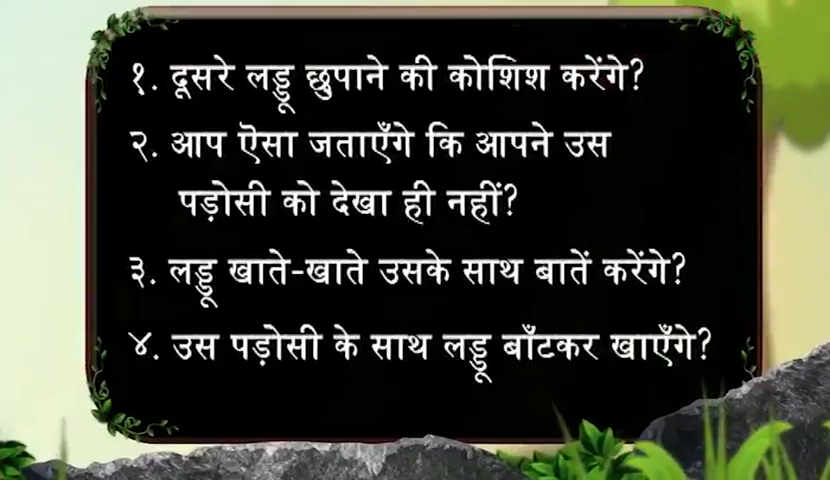 १. दूसरे लड्डू छुपाने की कोशिश करेंगे?
२. आप ऎसा जताएँगे कि आपने उस
पड़ोसी को देखा ही नहीं?
३. लड्डू खाते-खाते उसके साथ बातें करेंगे?
४. उस पड़ोसी के साथ लड्डू बाँटकर खाएँगे?